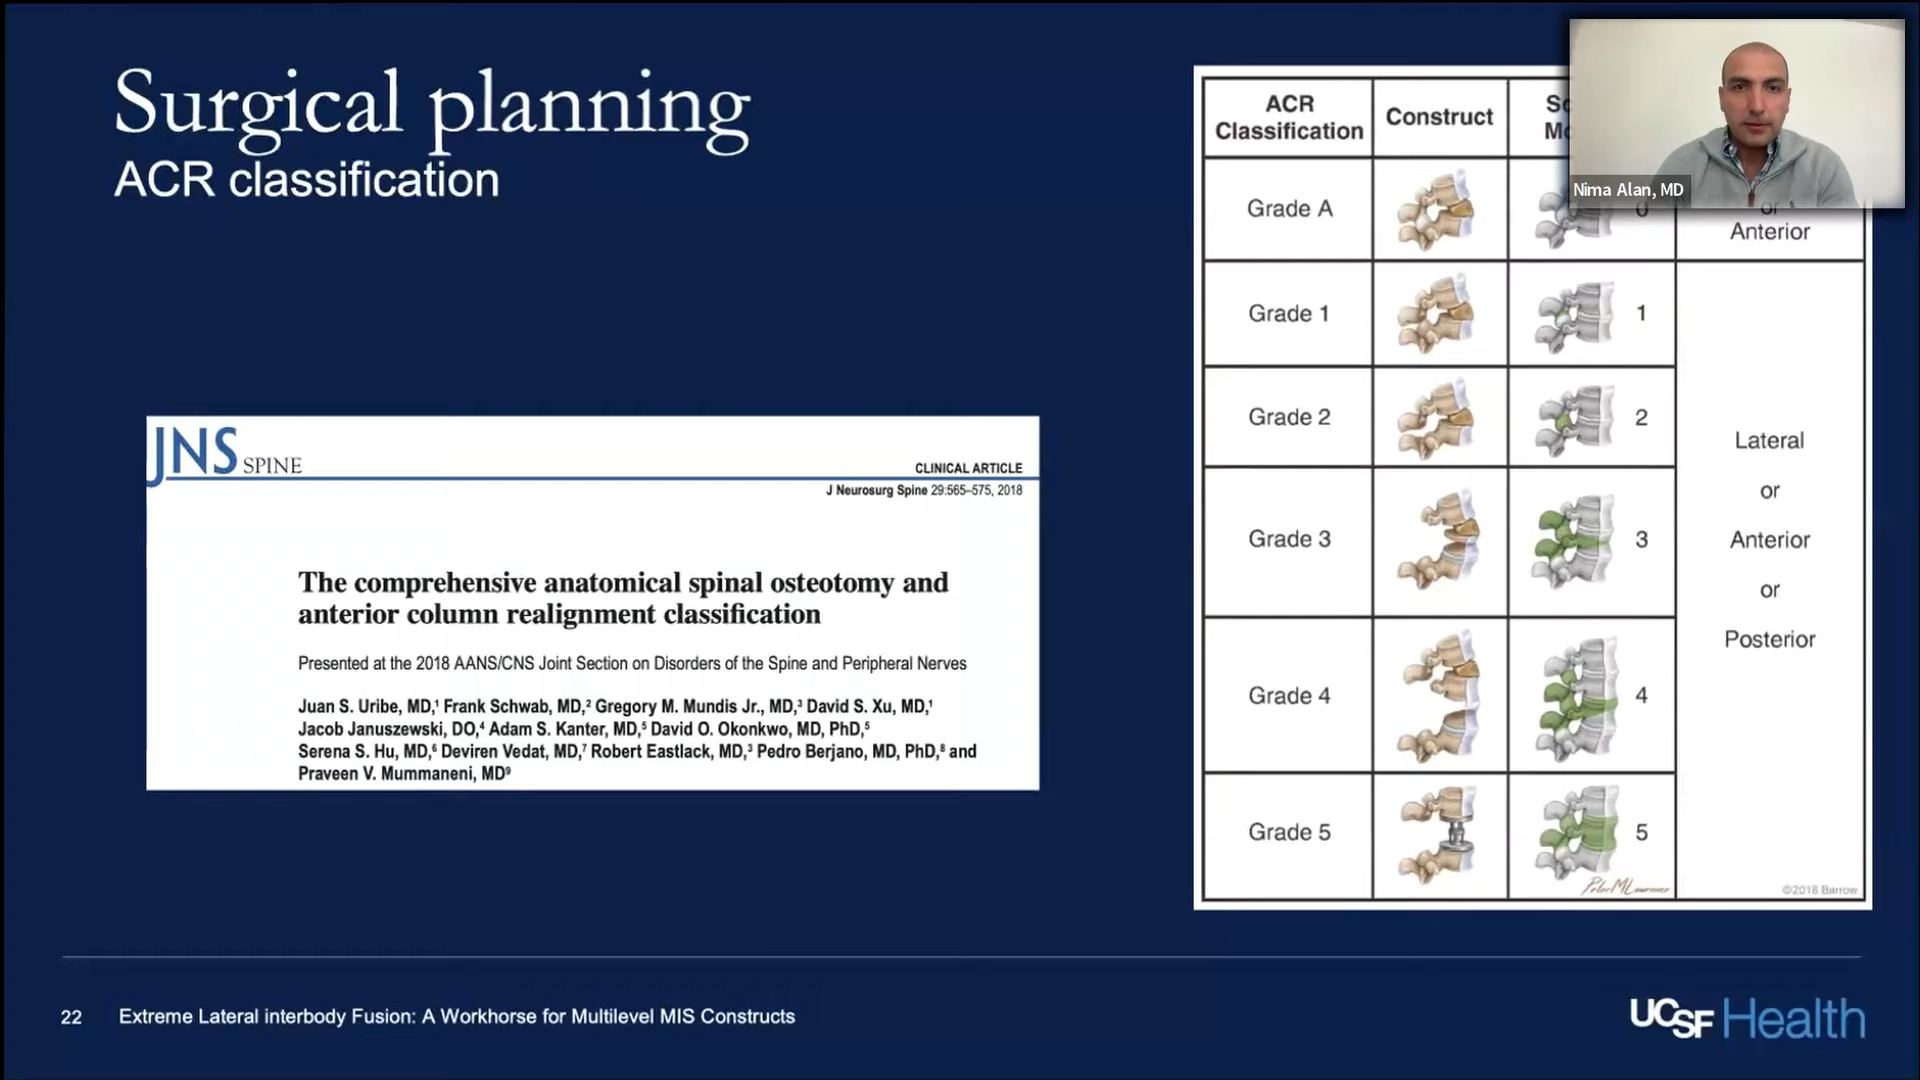 Surgical planning
ACR classification
JNS SPINE
CLINICAL ARTICLE
J Neurosurg Spine 29:565–575, 2018
The comprehensive anatomical spinal osteotomy and
anterior column realignment classification
Presented at the 2018 AANS/CNS Joint Section on Disorders of the Spine and Peripheral Nerves
Juan S. Uribe, MD,¹ Frank Schwab, MD,² Gregory M. Mundis Jr., MD,³ David S. Xu, MD,¹
Jacob Januszewski, DO,⁴ Adam S. Kanter, MD,⁵ David O. Okonkwo, MD, PhD,⁵
Serena S. Hu, MD,⁶ Deviren Vedat, MD,⁷ Robert Eastlack, MD,³ Pedro Berjano, MD, PhD,⁸ and
Praveen V. Mummaneni, MD⁹
ACR
Classification
Construct
Grade A
0
or
Anterior
Grade 1
1
Grade 2
2
Grade 3
3
Grade 4
4
Grade 5
5
Lateral
or
Anterior
or
Posterior
©2018 Barrow
Nima Alan, MD
22
Extreme Lateral interbody Fusion: A Workhorse for Multilevel MIS Constructs
UCSF Health